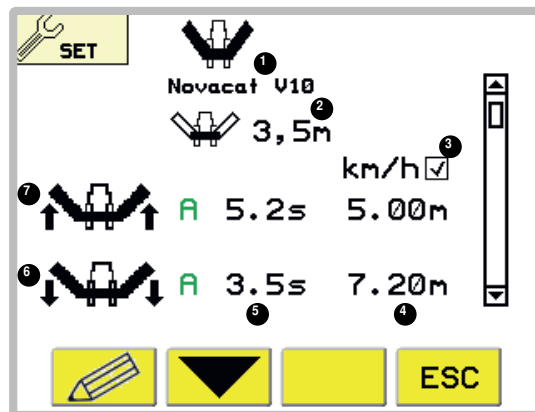 SET
1
Novacat V10
2
3,5m
3
km/h
7
A 5.2s 5.00m
6
A 3.5s 7.20m
5 4
ESC